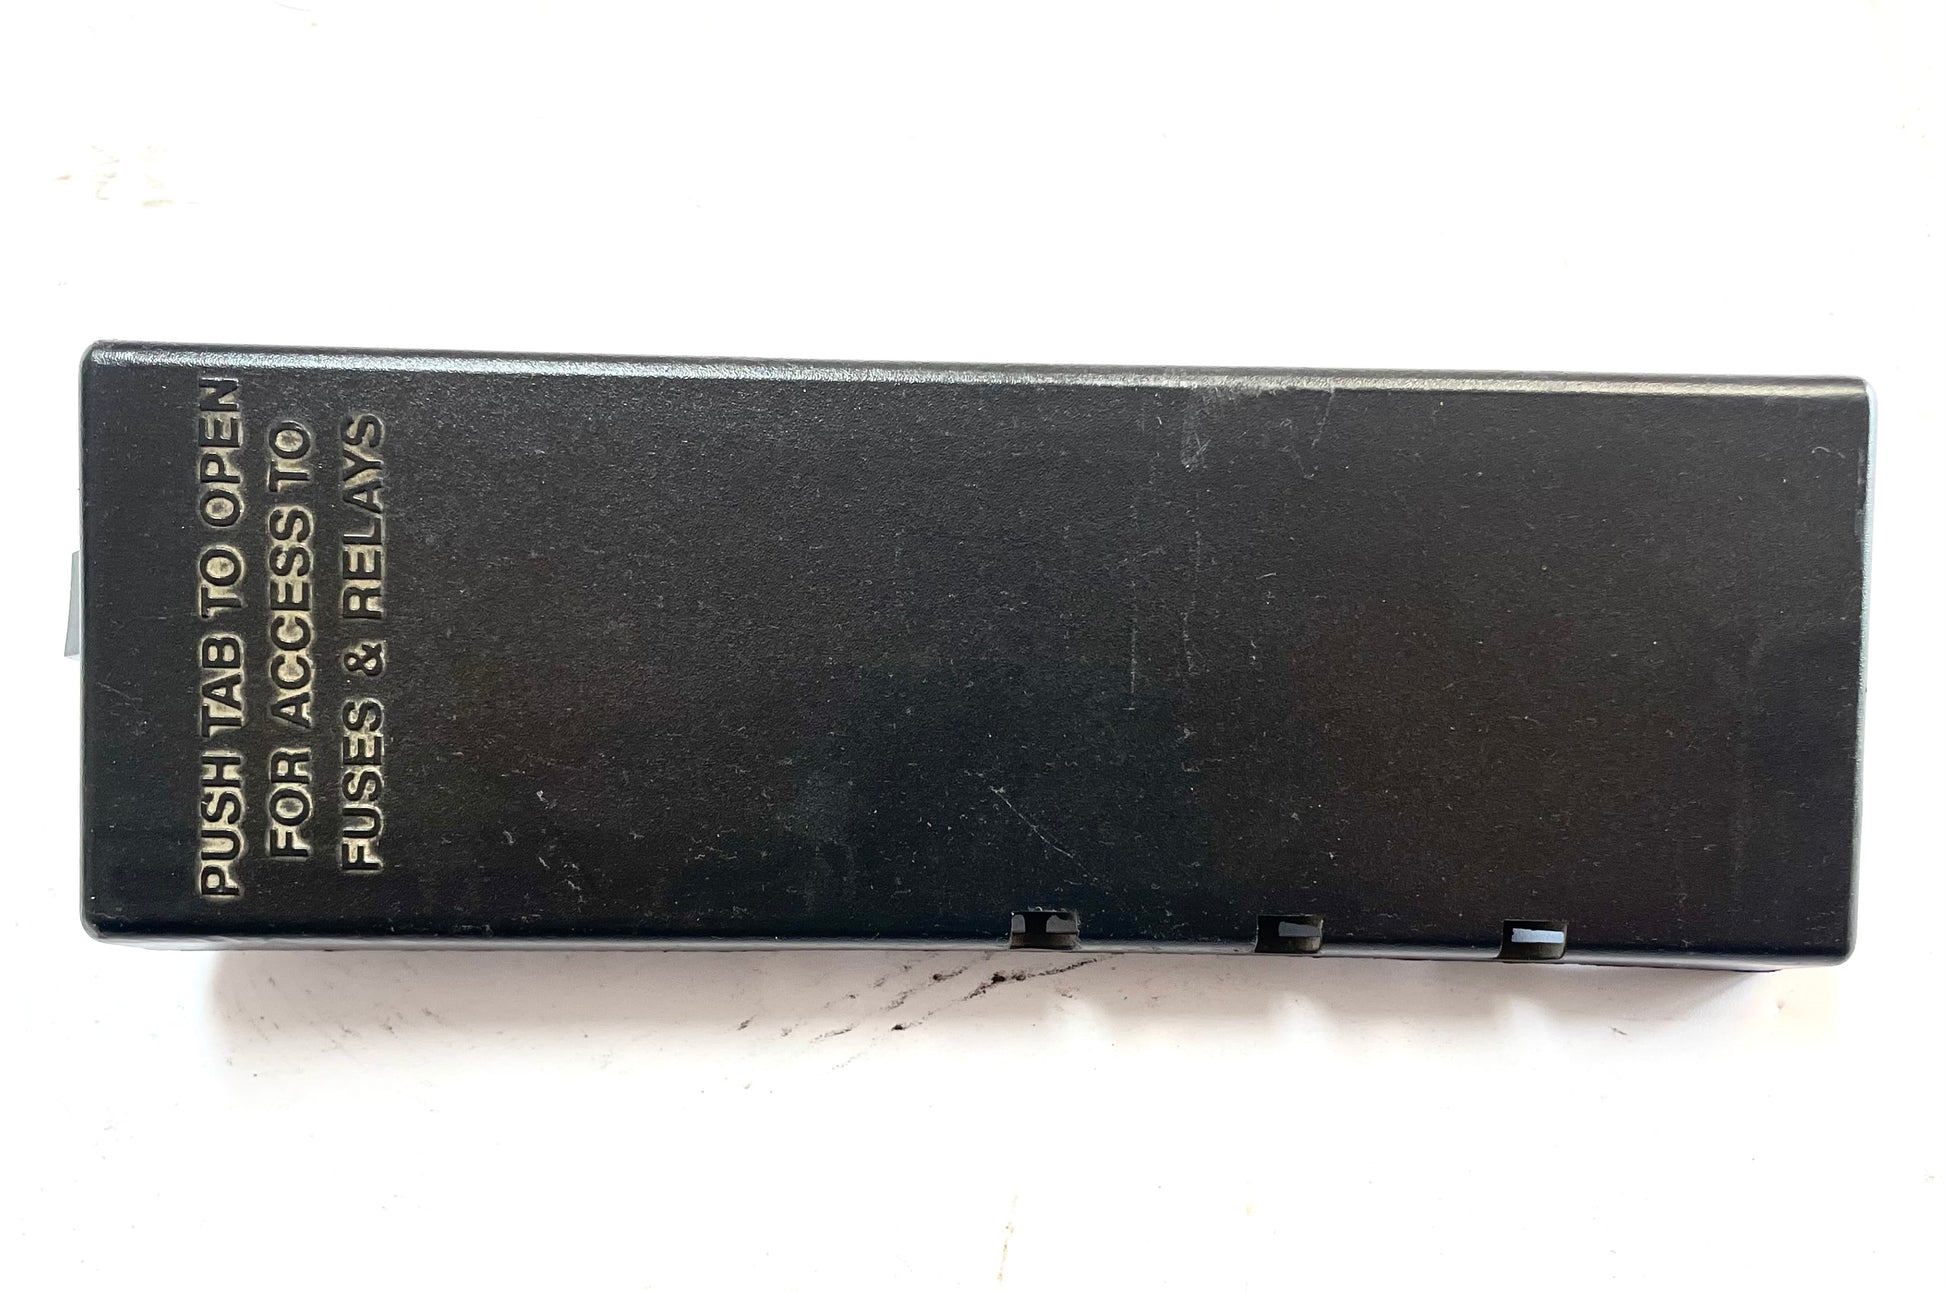 PUSH TAB TO OPEN
FOR ACCESS TO
FUSES & RELAYS